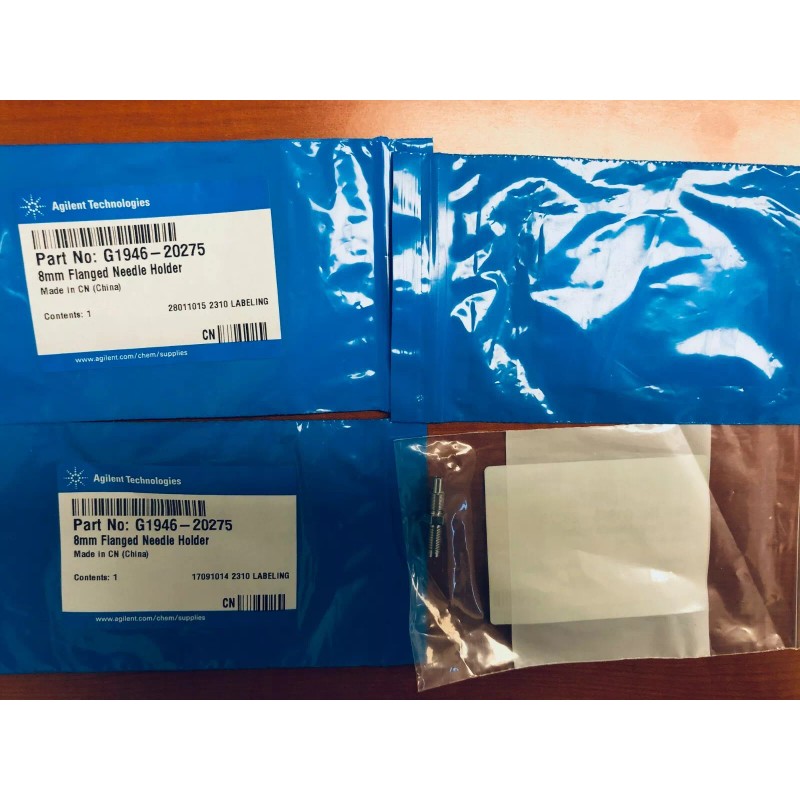 Agilent Technologies
Part No: G1946-20275
8mm Flanged Needle Holder
Made in CN (China)
Contents: 1
28011015 2310 LABELING
CN
www.agilent.com/chem/supplies
Agilent Technologies
Part No: G1946-20275
8mm Flanged Needle Holder
Made in CN (China)
Contents: 1
17091014 2310 LABELING
CN
www.agilent.com/chem/supplies